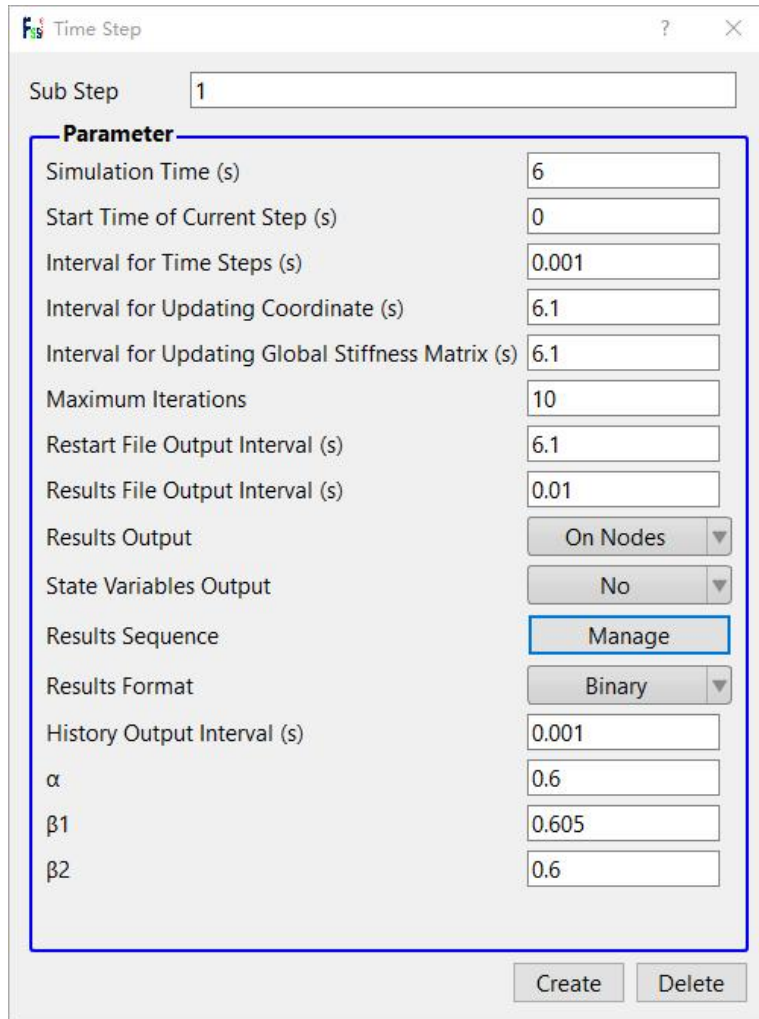 Fssi Time Step ? ×
Sub Step 1
Parameter
Simulation Time (s) 6
Start Time of Current Step (s) 0
Interval for Time Steps (s) 0.001
Interval for Updating Coordinate (s) 6.1
Interval for Updating Global Stiffness Matrix (s) 6.1
Maximum Iterations 10
Restart File Output Interval (s) 6.1
Results File Output Interval (s) 0.01
Results Output On Nodes
State Variables Output No
Results Sequence Manage
Results Format Binary
History Output Interval (s) 0.001
α 0.6
β1 0.605
β2 0.6
Create Delete